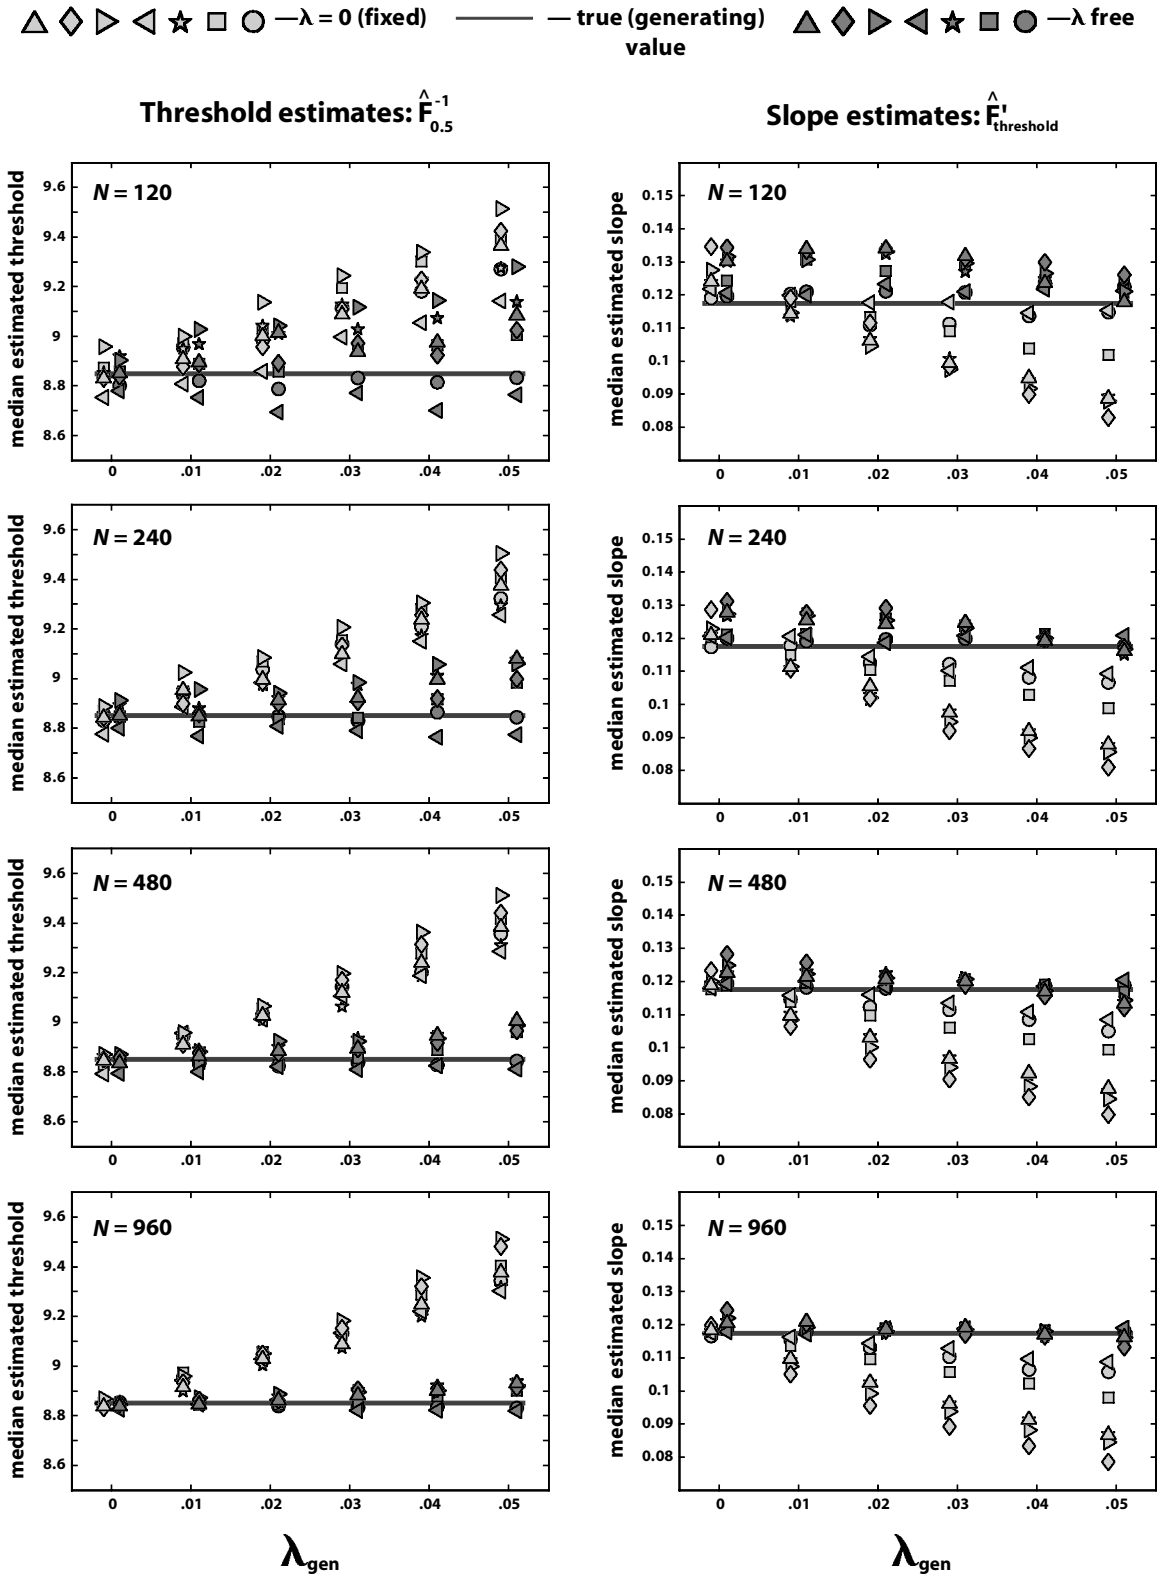 —λ = 0 (fixed) — true (generating) value —λ free
Threshold estimates: F̂⁻¹₀.₅
Slope estimates: F̂'threshold
median estimated threshold
N = 120
9.6
9.4
9.2
9
8.8
8.6
0 .01 .02 .03 .04 .05
median estimated slope
N = 120
0.15
0.14
0.13
0.12
0.11
0.1
0.09
0.08
0 .01 .02 .03 .04 .05
median estimated threshold
N = 240
9.6
9.4
9.2
9
8.8
8.6
0 .01 .02 .03 .04 .05
median estimated slope
N = 240
0.15
0.14
0.13
0.12
0.11
0.1
0.09
0.08
0 .01 .02 .03 .04 .05
median estimated threshold
N = 480
9.6
9.4
9.2
9
8.8
8.6
0 .01 .02 .03 .04 .05
median estimated slope
N = 480
0.15
0.14
0.13
0.12
0.11
0.1
0.09
0.08
0 .01 .02 .03 .04 .05
median estimated threshold
N = 960
9.6
9.4
9.2
9
8.8
8.6
0 .01 .02 .03 .04 .05
λgen
median estimated slope
N = 960
0.15
0.14
0.13
0.12
0.11
0.1
0.09
0.08
0 .01 .02 .03 .04 .05
λgen